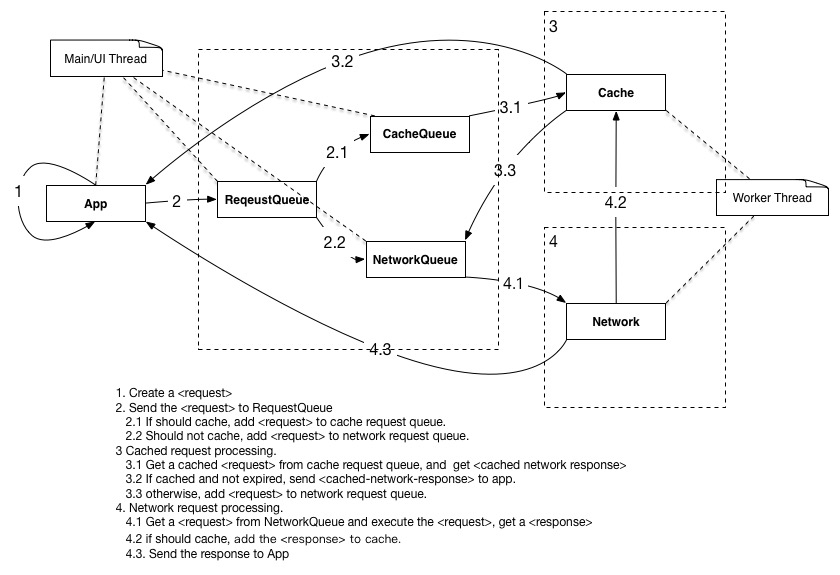 3
Main/UI Thread
3.2
Cache
3.1
CacheQueue
2.1
3.3
1
App
2
ReqeustQueue
4.2
Worker Thread
2.2
NetworkQueue
4
4.1
Network
4.3
1. Create a <request>
2. Send the <request> to RequestQueue
2.1 If should cache, add <request> to cache request queue.
2.2 Should not cache, add <request> to network request queue.
3 Cached request processing.
3.1 Get a cached <request> from cache request queue, and get <cached network response>
3.2 If cached and not expired, send <cached-network-response> to app.
3.3 otherwise, add <request> to network request queue.
4. Network request processing.
4.1 Get a <request> from NetworkQueue and execute the <request>, get a <response>
4.2 if should cache, add the <response> to cache.
4.3. Send the response to App